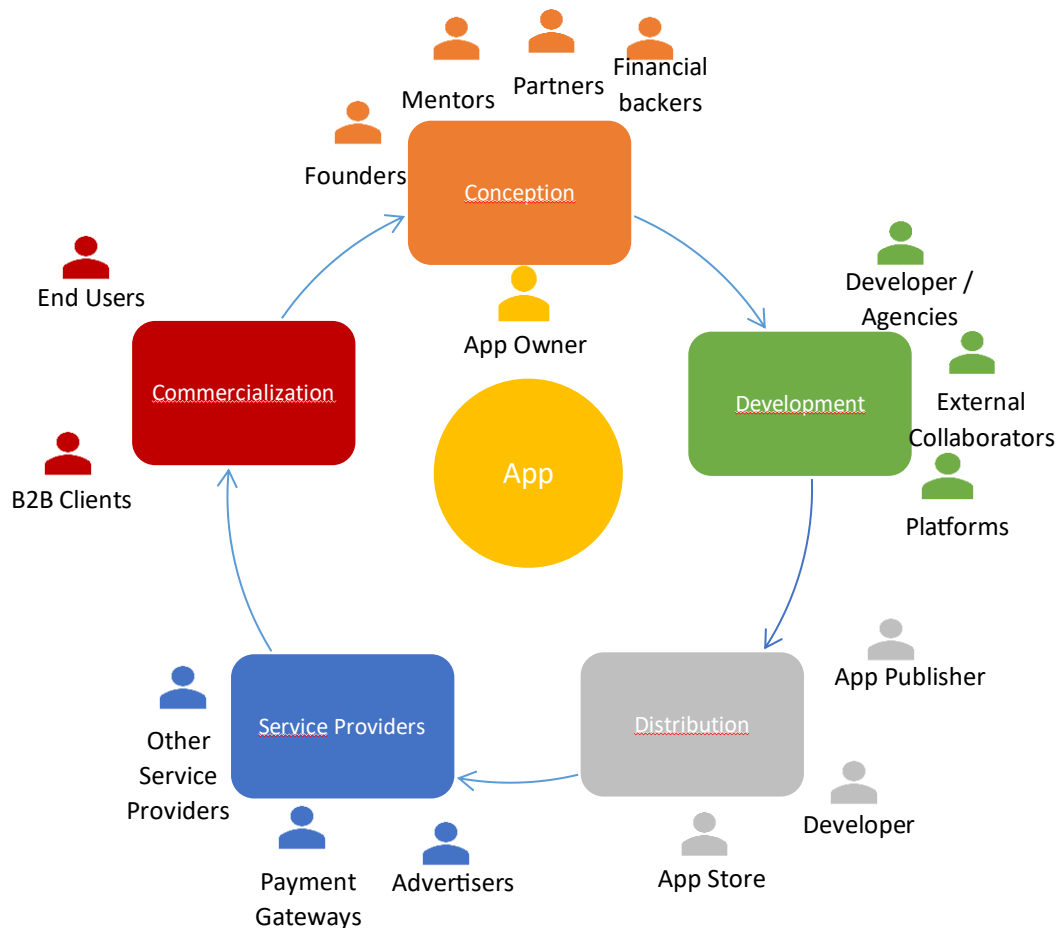 Mentors
Partners
Financial
backers
Founders
Conception
App Owner
End Users
Commercialization
B2B Clients
App
Developer /
Agencies
Development
External
Collaborators
Platforms
App Publisher
Distribution
Developer
App Store
Service Providers
Other
Service
Providers
Payment
Gateways
Advertisers